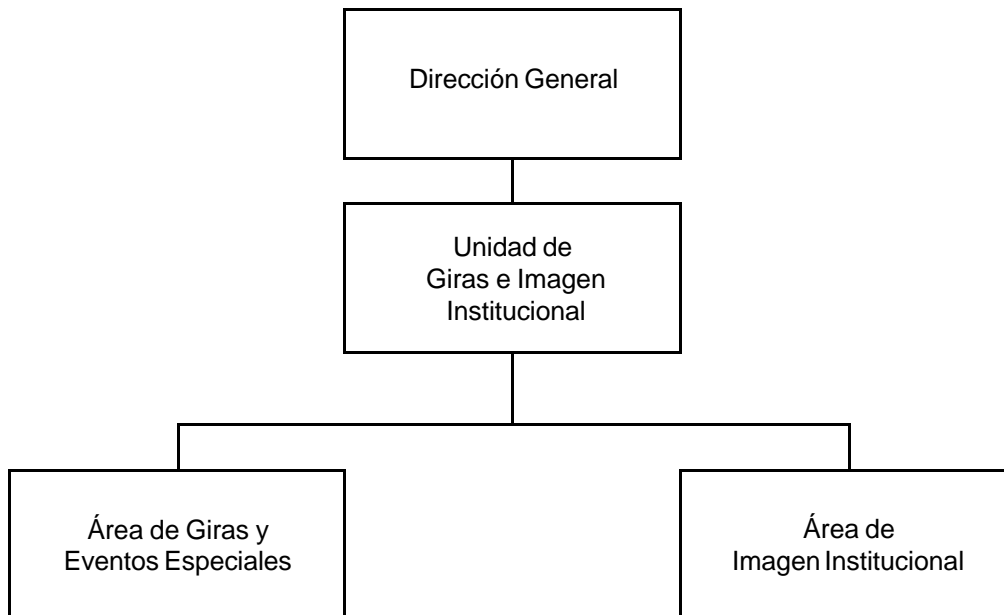 Dirección General
Unidad de
Giras e Imagen
Institucional
Área de Giras y
Eventos Especiales
Área de
Imagen Institucional